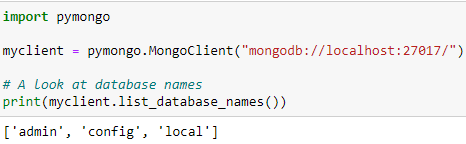 import pymongo
myclient = pymongo.MongoClient("mongodb://localhost:27017/")
# A look at database names
print(myclient.list_database_names())
['admin', 'config', 'local']